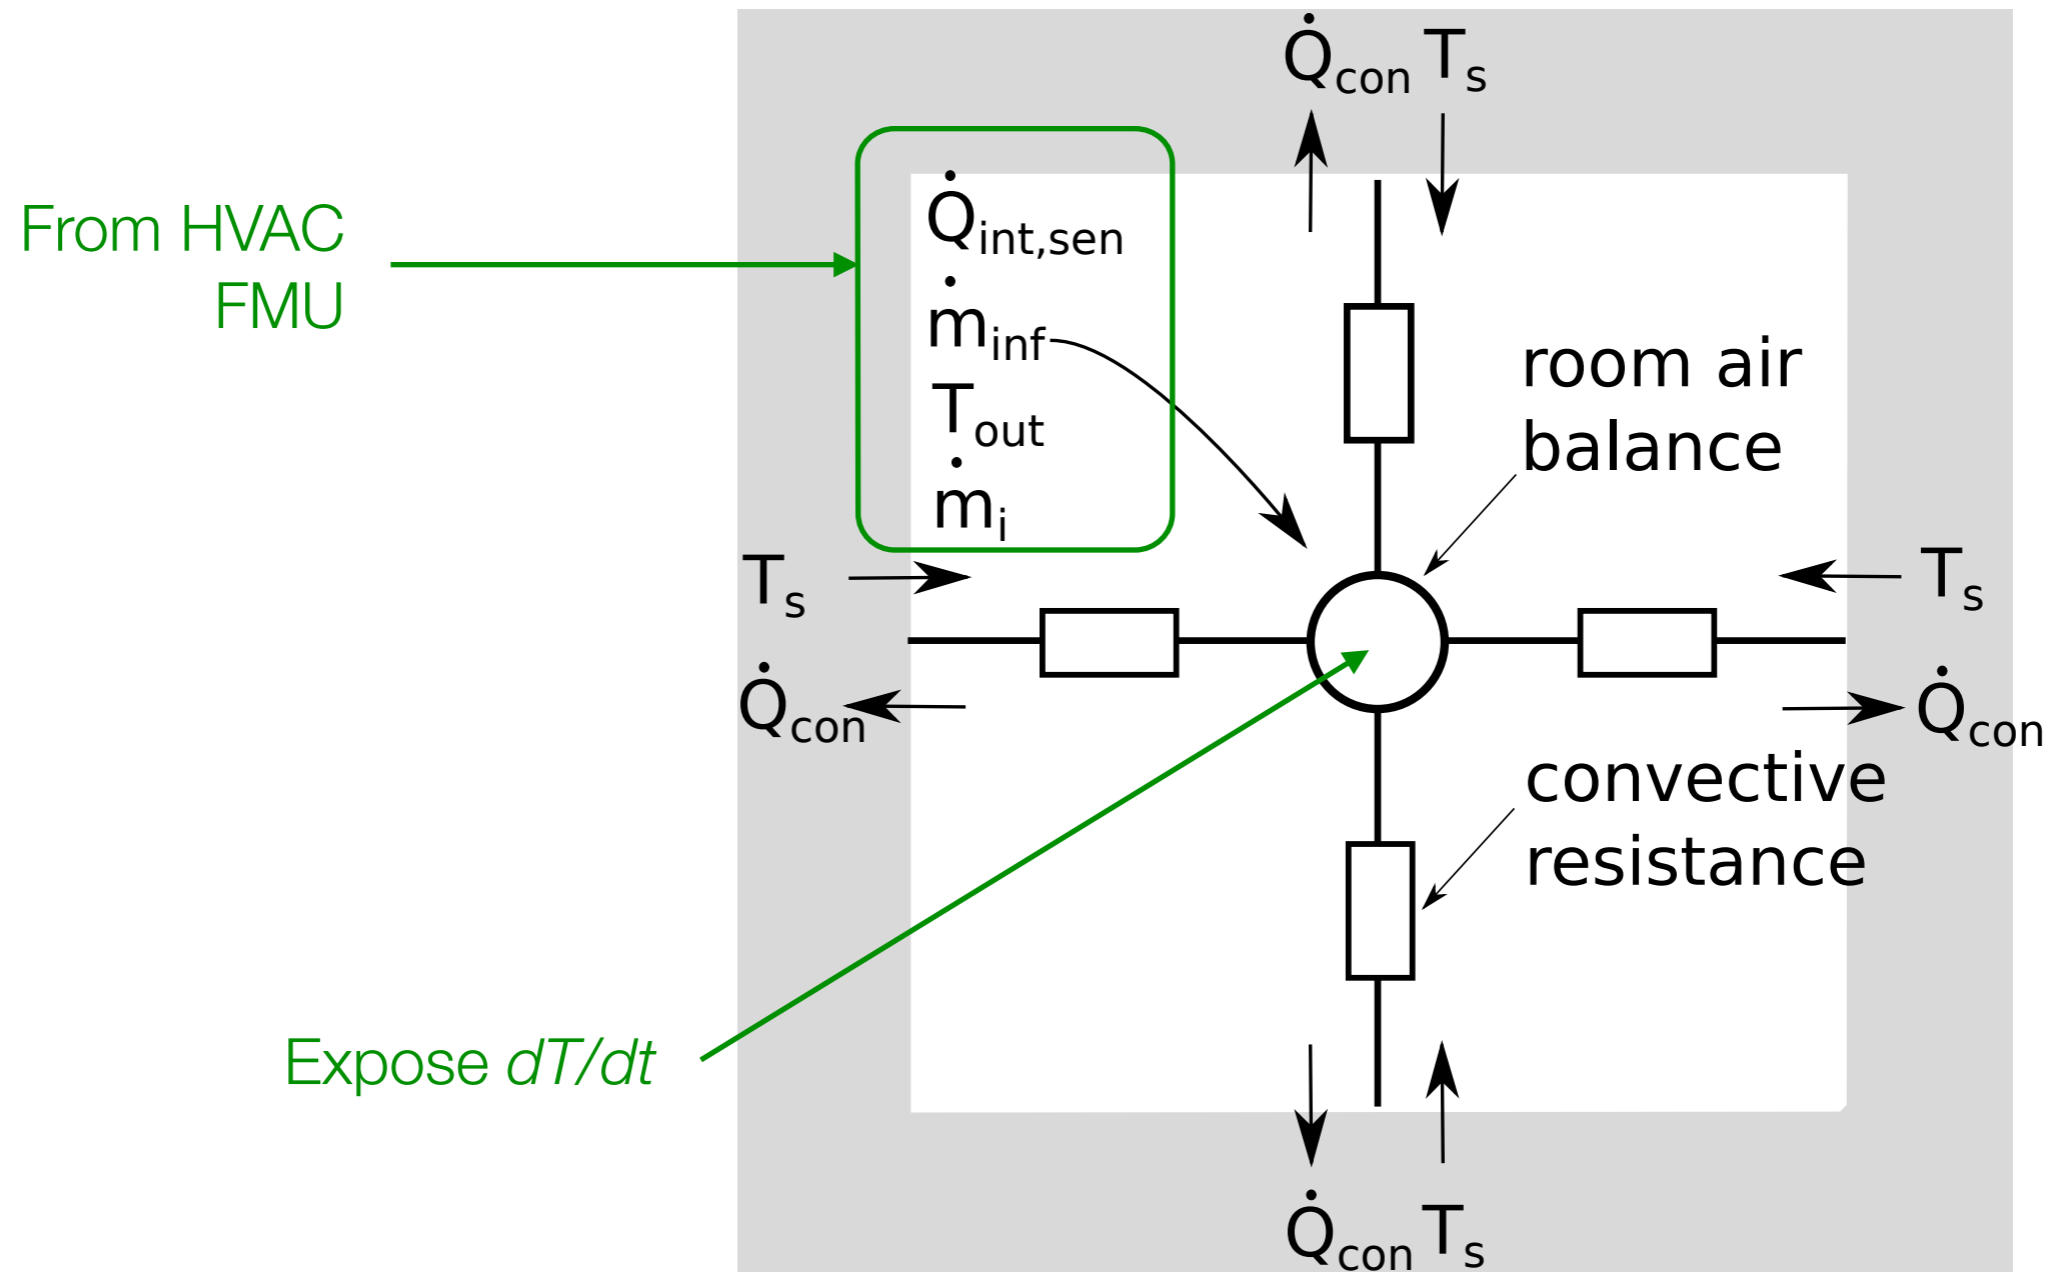 Q̇con Ts
From HVAC
FMU
Q̇int,sen
ṁinf
Tout
ṁi
room air
balance
Ts
Ts
Q̇con
Q̇con
convective
resistance
Expose dT/dt
Q̇con Ts